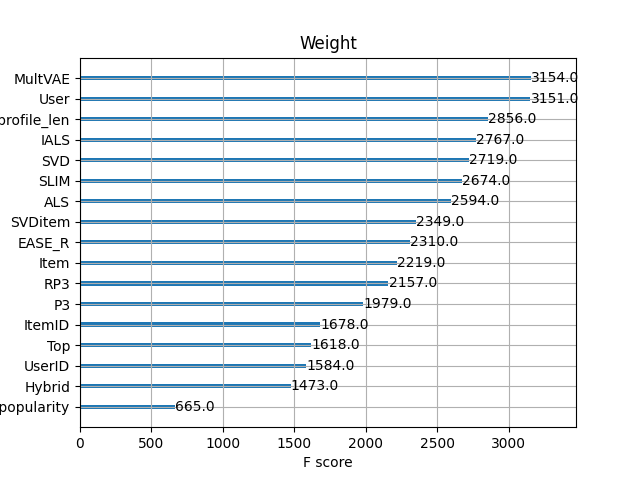 Weight
MultVAE 3154.0
User 3151.0
profile_len 2856.0
IALS 2767.0
SVD 2719.0
SLIM 2674.0
ALS 2594.0
SVDitem 2349.0
EASE_R 2310.0
Item 2219.0
RP3 2157.0
P3 1979.0
ItemID 1678.0
Top 1618.0
UserID 1584.0
Hybrid 1473.0
popularity 665.0
0 500 1000 1500 2000 2500 3000
F score